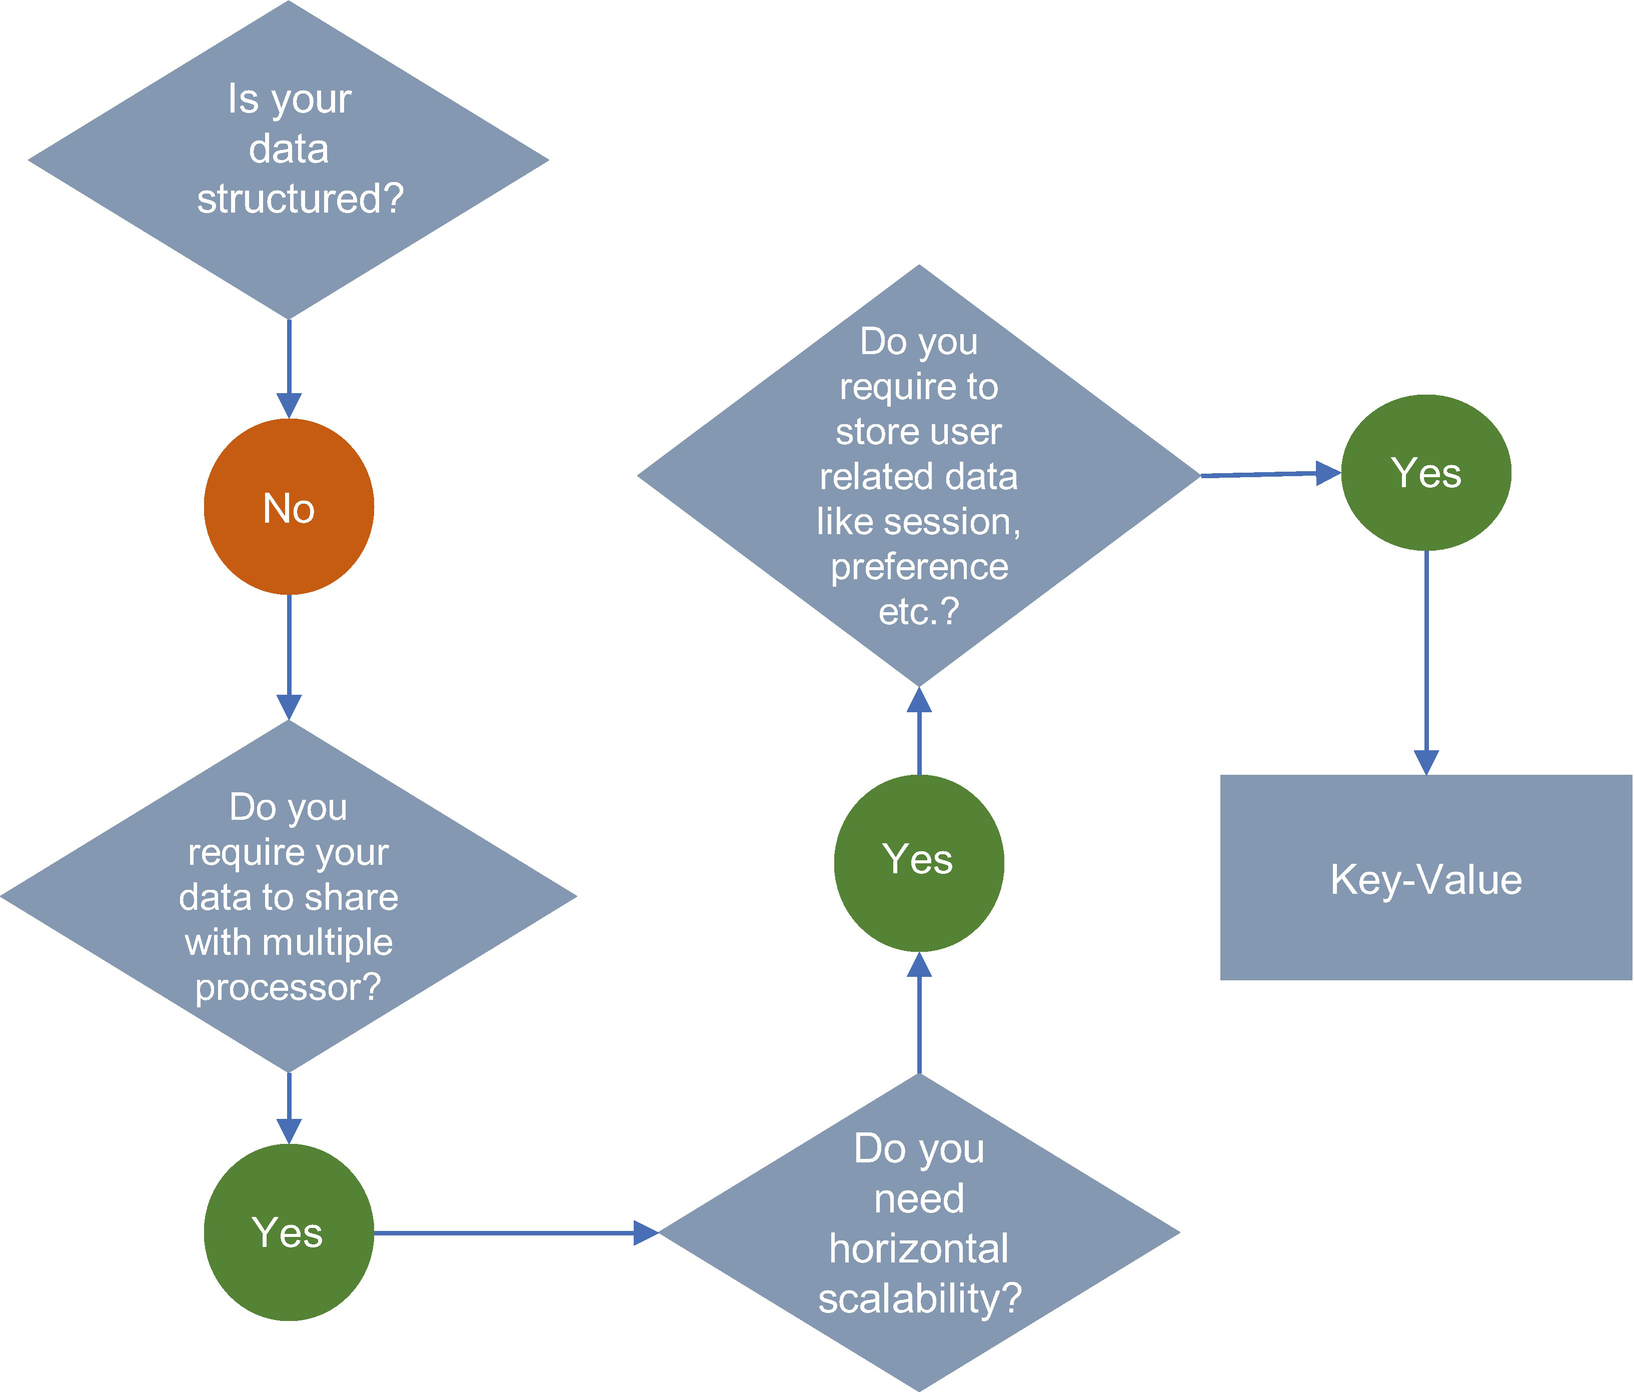 Is your
data
structured?
No
Do you
require your
data to share
with multiple
processor?
Yes
Do you
need
horizontal
scalability?
Yes
Do you
require to
store user
related data
like session,
preference
etc.?
Yes
Key-Value